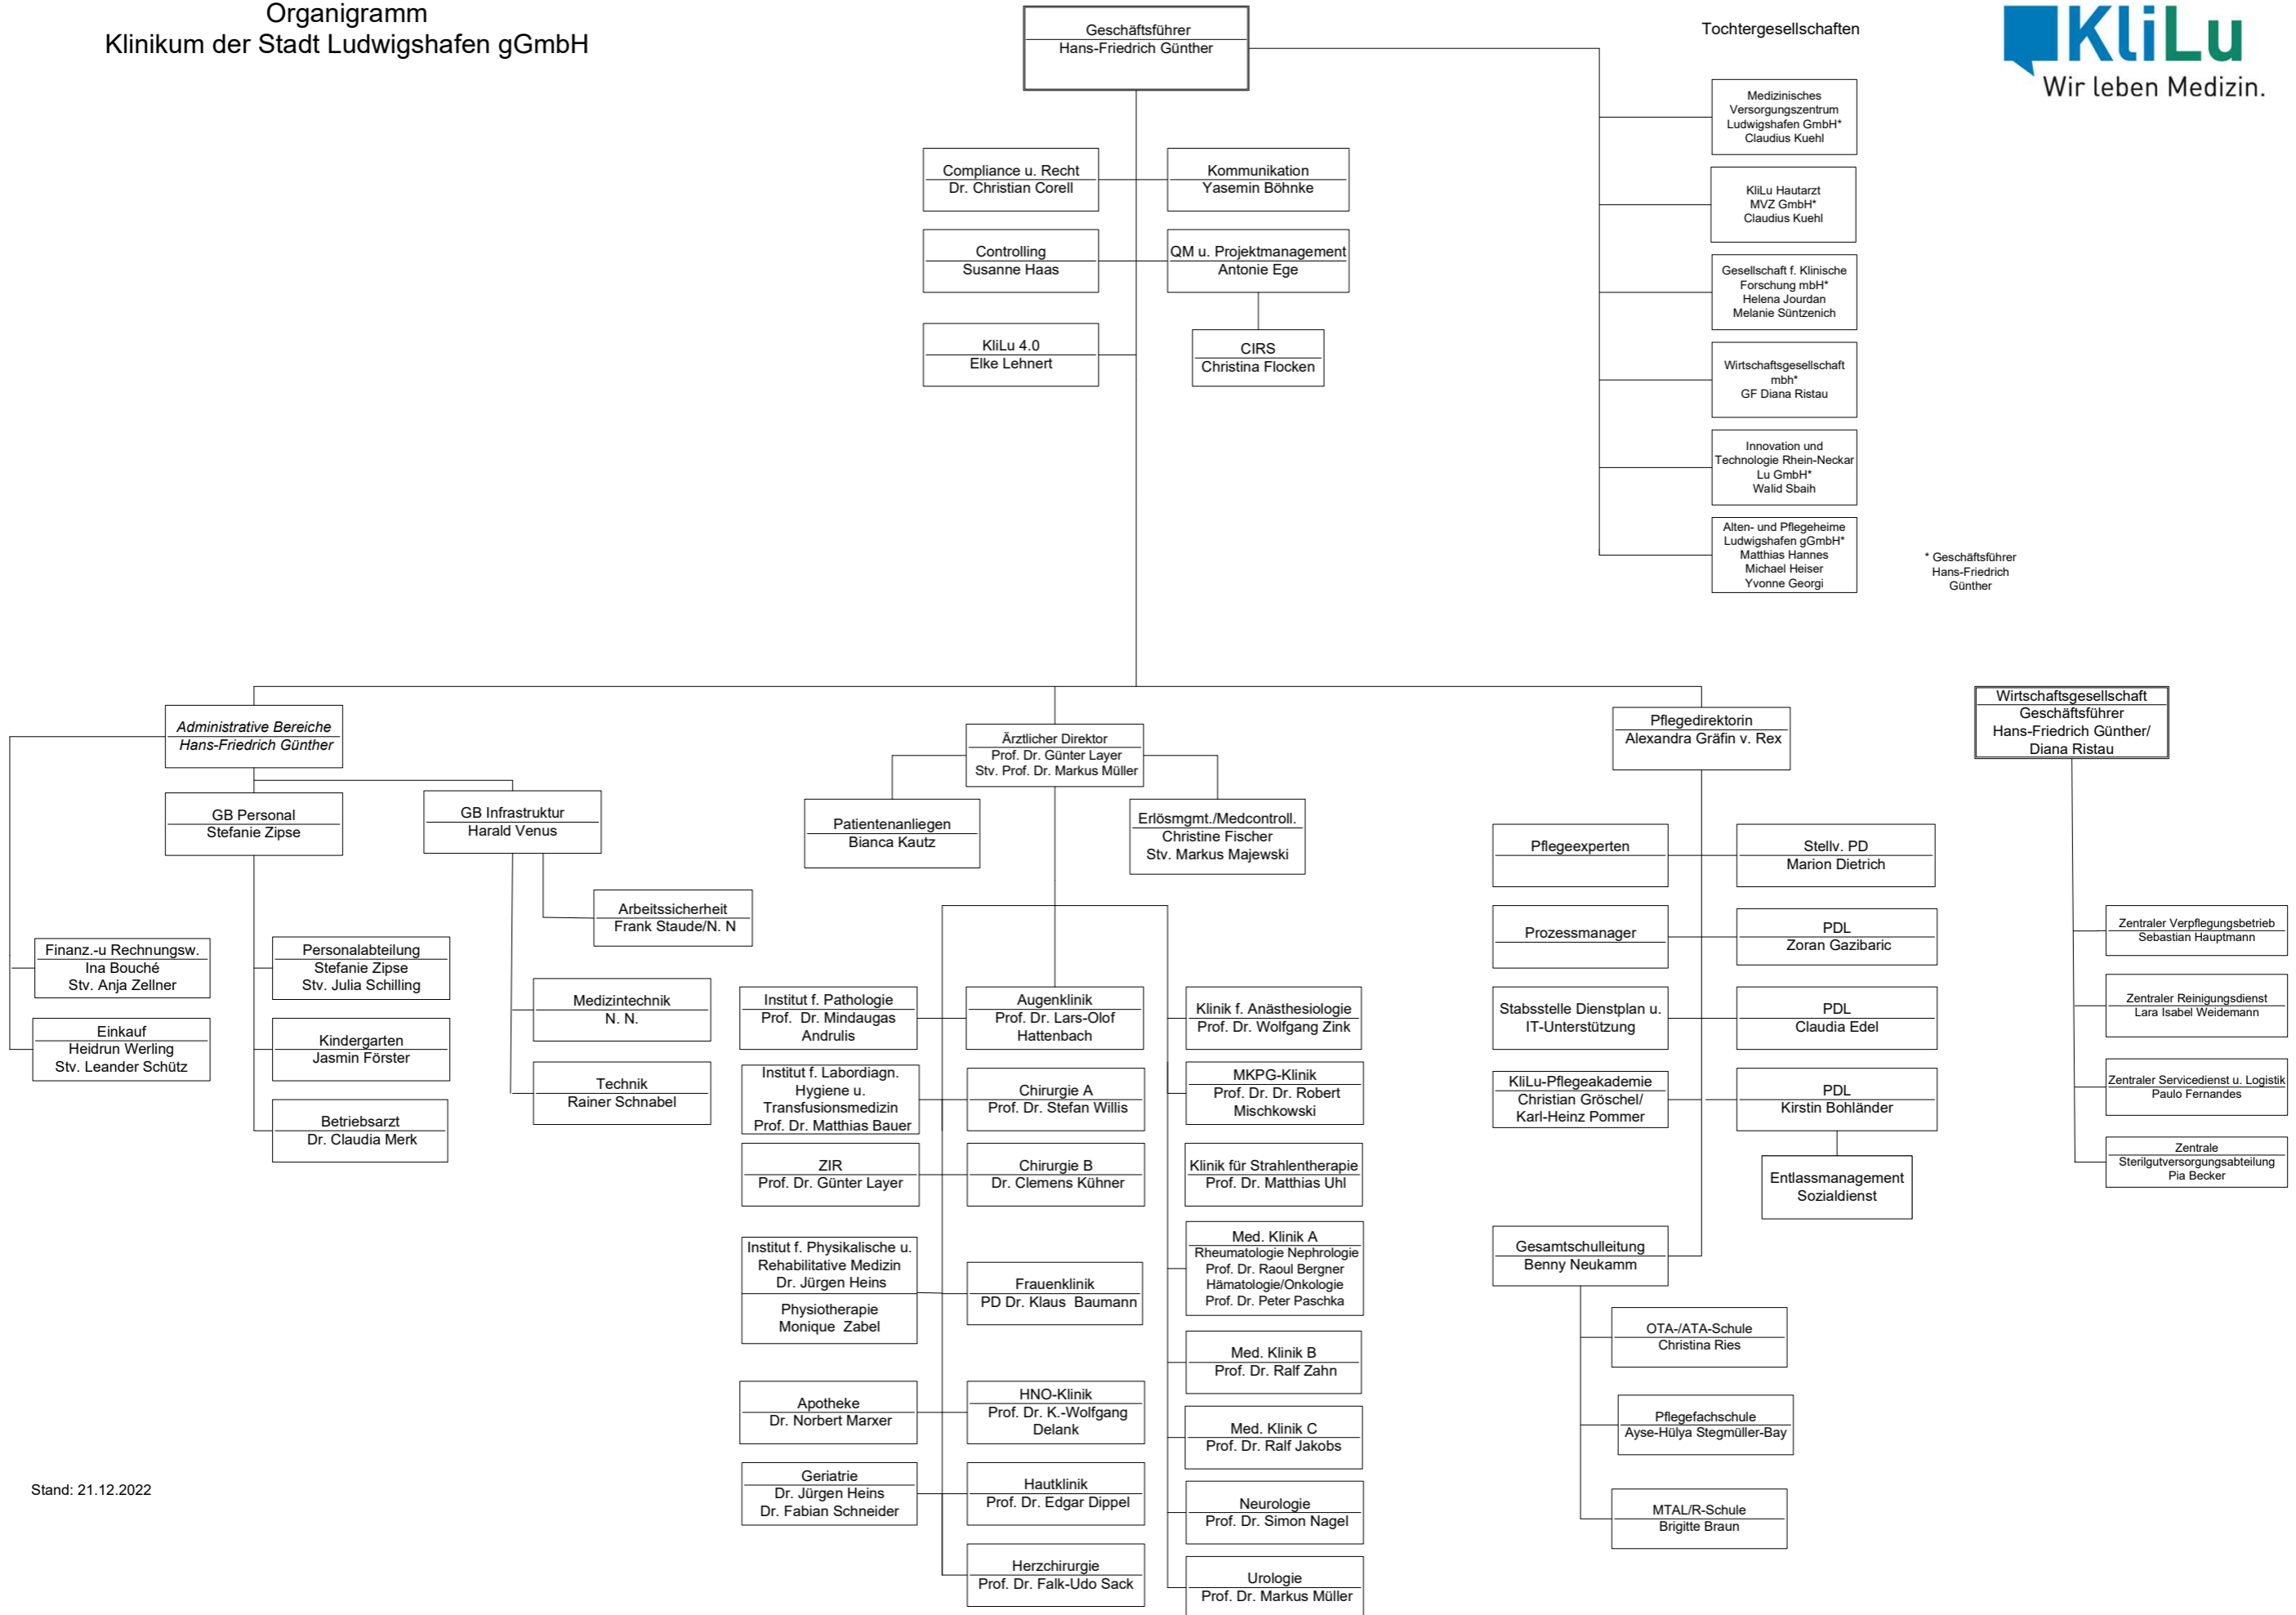 Organigramm
Klinikum der Stadt Ludwigshafen gGmbH
Geschäftsführer
Hans-Friedrich Günther
Tochtergesellschaften
KliLu
Wir leben Medizin.
Medizinisches
Versorgungszentrum
Ludwigshafen GmbH*
Claudius Kuehl
KliLu Hautarzt
MVZ GmbH*
Claudius Kuehl
Gesellschaft f. Klinische
Forschung mbH*
Helena Jourdan
Melanie Süntzenich
Wirtschaftsgesellschaft
mbh*
GF Diana Ristau
Innovation und
Technologie Rhein-Neckar
Lu GmbH*
Walid Sbaih
Alten- und Pflegeheime
Ludwigshafen gGmbH*
Matthias Hannes
Michael Heiser
Yvonne Georgi
* Geschäftsführer
Hans-Friedrich
Günther
Compliance u. Recht
Dr. Christian Corell
Kommunikation
Yasemin Böhnke
Controlling
Susanne Haas
QM u. Projektmanagement
Antonie Ege
KliLu 4.0
Elke Lehnert
CIRS
Christina Flocken
Administrative Bereiche
Hans-Friedrich Günther
GB Personal
Stefanie Zipse
GB Infrastruktur
Harald Venus
Arbeitssicherheit
Frank Staude/N. N
Finanz.-u Rechnungsw.
Ina Bouché
Stv. Anja Zellner
Einkauf
Heidrun Werling
Stv. Leander Schütz
Personalabteilung
Stefanie Zipse
Stv. Julia Schilling
Kindergarten
Jasmin Förster
Betriebsarzt
Dr. Claudia Merk
Medizintechnik
N. N.
Technik
Rainer Schnabel
Ärztlicher Direktor
Prof. Dr. Günter Layer
Stv. Prof. Dr. Markus Müller
Patientenanliegen
Bianca Kautz
Erlösmgmt./Medcontroll.
Christine Fischer
Stv. Markus Majewski
Institut f. Pathologie
Prof. Dr. Mindaugas
Andrulis
Institut f. Labordiagn.
Hygiene u.
Transfusionsmedizin
Prof. Dr. Matthias Bauer
ZIR
Prof. Dr. Günter Layer
Institut f. Physikalische u.
Rehabilitative Medizin
Dr. Jürgen Heins
Physiotherapie
Monique Zabel
Apotheke
Dr. Norbert Marxer
Geriatrie
Dr. Jürgen Heins
Dr. Fabian Schneider
Augenklinik
Prof. Dr. Lars-Olof
Hattenbach
Chirurgie A
Prof. Dr. Stefan Willis
Chirurgie B
Dr. Clemens Kühner
Frauenklinik
PD Dr. Klaus Baumann
HNO-Klinik
Prof. Dr. K.-Wolfgang
Delank
Hautklinik
Prof. Dr. Edgar Dippel
Herzchirurgie
Prof. Dr. Falk-Udo Sack
Klinik f. Anästhesiologie
Prof. Dr. Wolfgang Zink
MKPG-Klinik
Prof. Dr. Dr. Robert
Mischkowski
Klinik für Strahlentherapie
Prof. Dr. Matthias Uhl
Med. Klinik A
Rheumatologie Nephrologie
Prof. Dr. Raoul Bergner
Hämatologie/Onkologie
Prof. Dr. Peter Paschka
Med. Klinik B
Prof. Dr. Ralf Zahn
Med. Klinik C
Prof. Dr. Ralf Jakobs
Neurologie
Prof. Dr. Simon Nagel
Urologie
Prof. Dr. Markus Müller
Pflegedirektorin
Alexandra Gräfin v. Rex
Pflegeexperten
Stellv. PD
Marion Dietrich
Prozessmanager
PDL
Zoran Gazibaric
Stabsstelle Dienstplan u.
IT-Unterstützung
PDL
Claudia Edel
KliLu-Pflegeakademie
Christian Gröschel/
Karl-Heinz Pommer
PDL
Kirstin Bohländer
Entlassmanagement
Sozialdienst
Gesamtschulleitung
Benny Neukamm
OTA-/ATA-Schule
Christina Ries
Pflegefachschule
Ayse-Hülya Stegmüller-Bay
MTAL/R-Schule
Brigitte Braun
Wirtschaftsgesellschaft
Geschäftsführer
Hans-Friedrich Günther/
Diana Ristau
Zentraler Verpflegungsbetrieb
Sebastian Hauptmann
Zentraler Reinigungsdienst
Lara Isabel Weidemann
Zentraler Servicedienst u. Logistik
Paulo Fernandes
Zentrale
Sterilgutversorgungsabteilung
Pia Becker
Stand: 21.12.2022